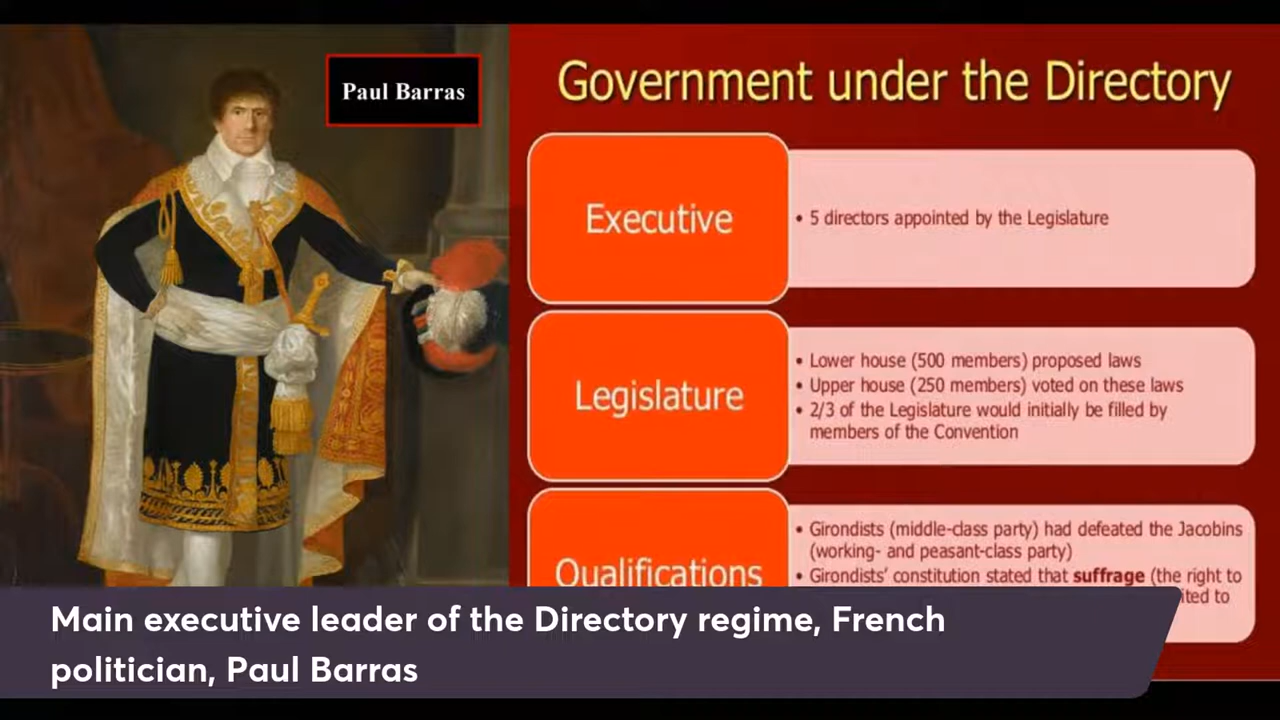 Paul Barras
Government under the Directory
Executive
• 5 directors appointed by the Legislature
Legislature
• Lower house (500 members) proposed laws
• Upper house (250 members) voted on these laws
• 2/3 of the Legislature would initially be filled by
members of the Convention
Qualifications
• Girondists (middle-class party) had defeated the Jacobins
(working- and peasant-class party)
• Girondists’ constitution stated that suffrage (the right to
to
Main executive leader of the Directory regime, French
politician, Paul Barras